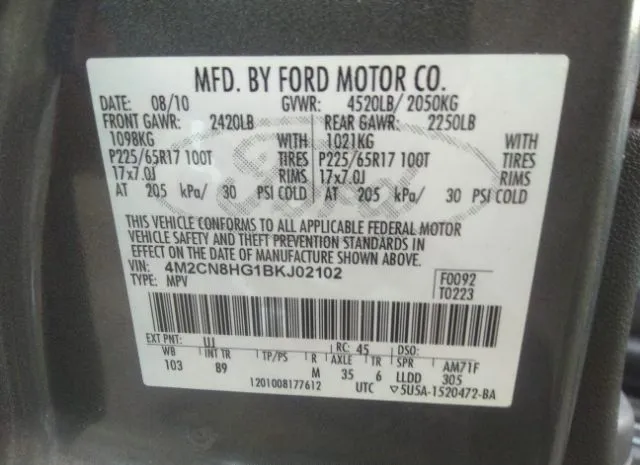 MFD. BY FORD MOTOR CO.
DATE: 08/10 GVWR: 4520LB/ 2050KG
FRONT GAWR: 2420LB REAR GAWR: 2250LB
1098KG WITH 1021KG WITH
P225/65R17 100T TIRES P225/65R17 100T TIRES
17x7.0J RIMS 17x7.0J RIMS
AT 205 kPa/ 30 PSI COLD AT 205 kPa/ 30 PSI COLD
THIS VEHICLE CONFORMS TO ALL APPLICABLE FEDERAL MOTOR
VEHICLE SAFETY AND THEFT PREVENTION STANDARDS IN
EFFECT ON THE DATE OF MANUFACTURE SHOWN ABOVE.
VIN: 4M2CN8HG1BKJ02102 F0092
TYPE: MPV T0223
EXT PNT: UJ RC: 45 DSO:
WB INT TR TP/PS R AXLE TR SPR AM71F
103 89 M 35 6 LLDD 305
1201008177612 UTC ▽5U5A-1520472-BA
Ford